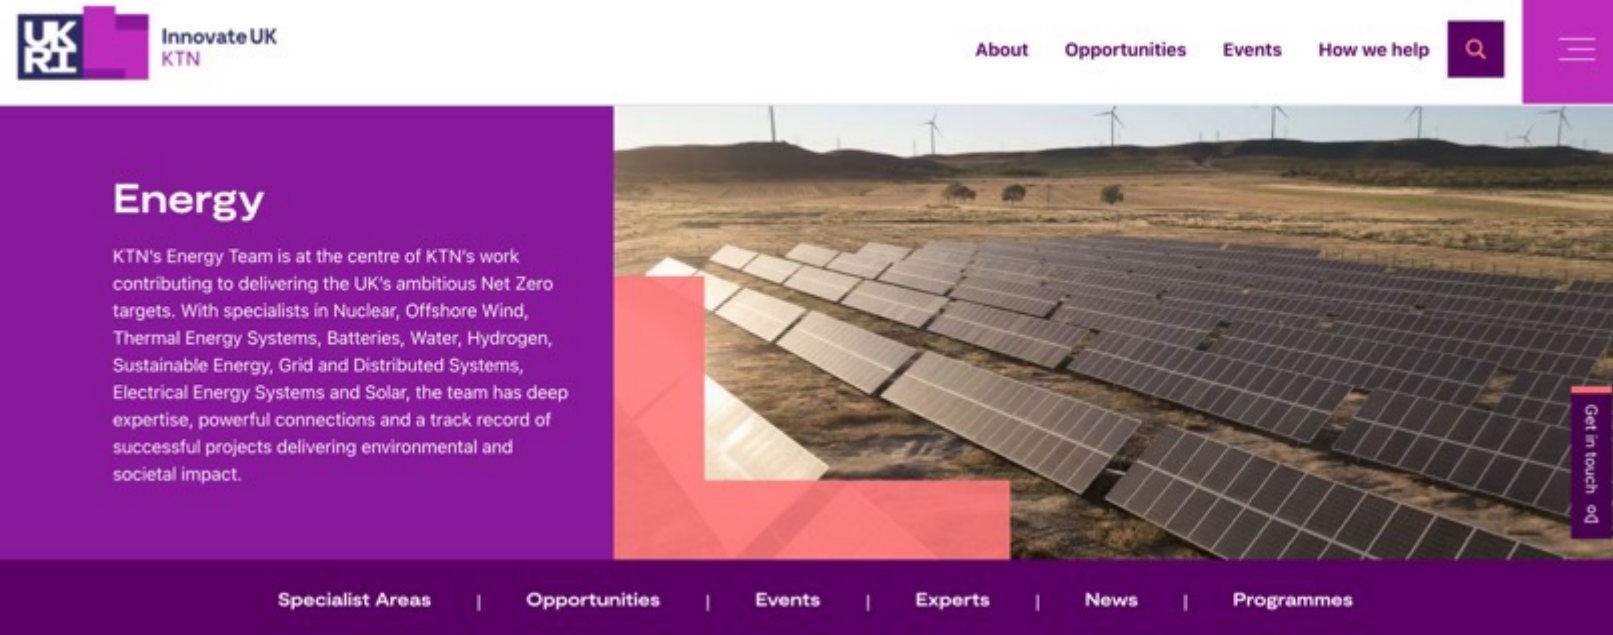 UK
RI
Innovate UK
KTN
About
Opportunities
Events
How we help
Energy
KTN's Energy Team is at the centre of KTN's work
contributing to delivering the UK's ambitious Net Zero
targets. With specialists in Nuclear, Offshore Wind,
Thermal Energy Systems, Batteries, Water, Hydrogen,
Sustainable Energy, Grid and Distributed Systems,
Electrical Energy Systems and Solar, the team has deep
expertise, powerful connections and a track record of
successful projects delivering environmental and
societal impact.
Get in touch
Specialist Areas | Opportunities | Events | Experts | News | Programmes